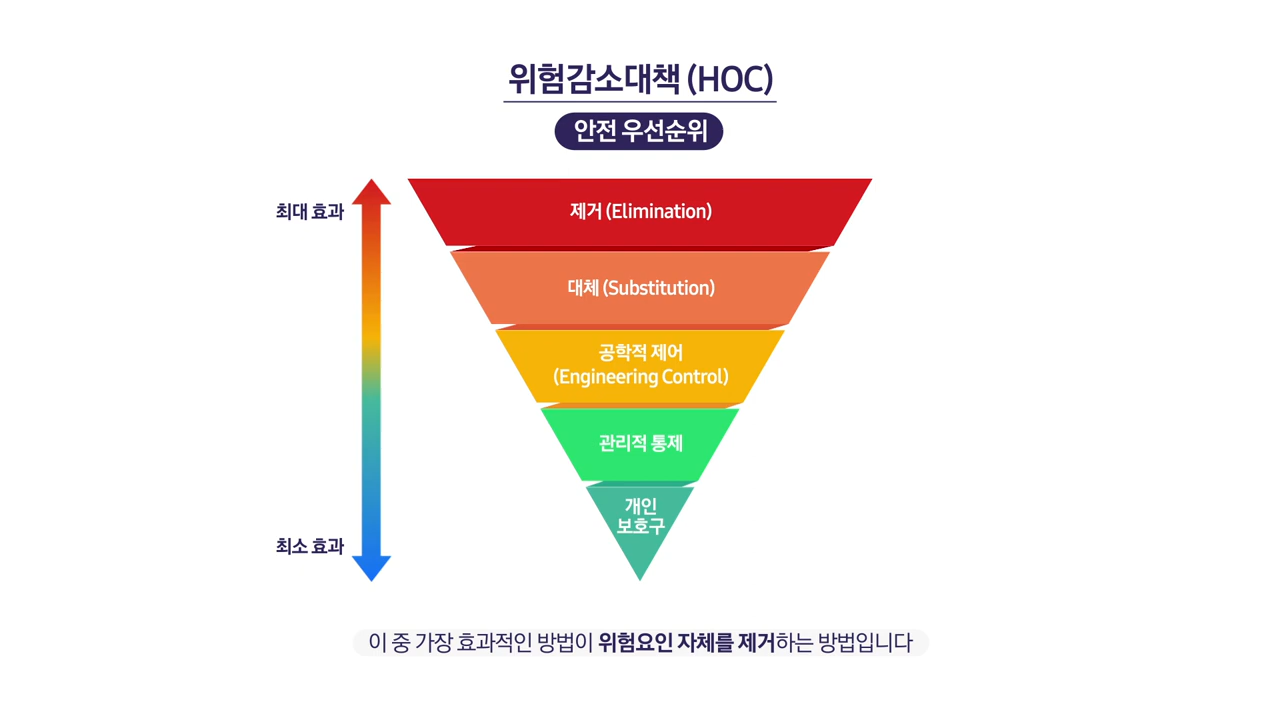 위험감소대책 (HOC)
안전 우선순위
최대 효과
제거 (Elimination)
대체 (Substitution)
공학적 제어
(Engineering Control)
관리적 통제
개인
보호구
최소 효과
이 중 가장 효과적인 방법이 위험요인 자체를 제거하는 방법입니다